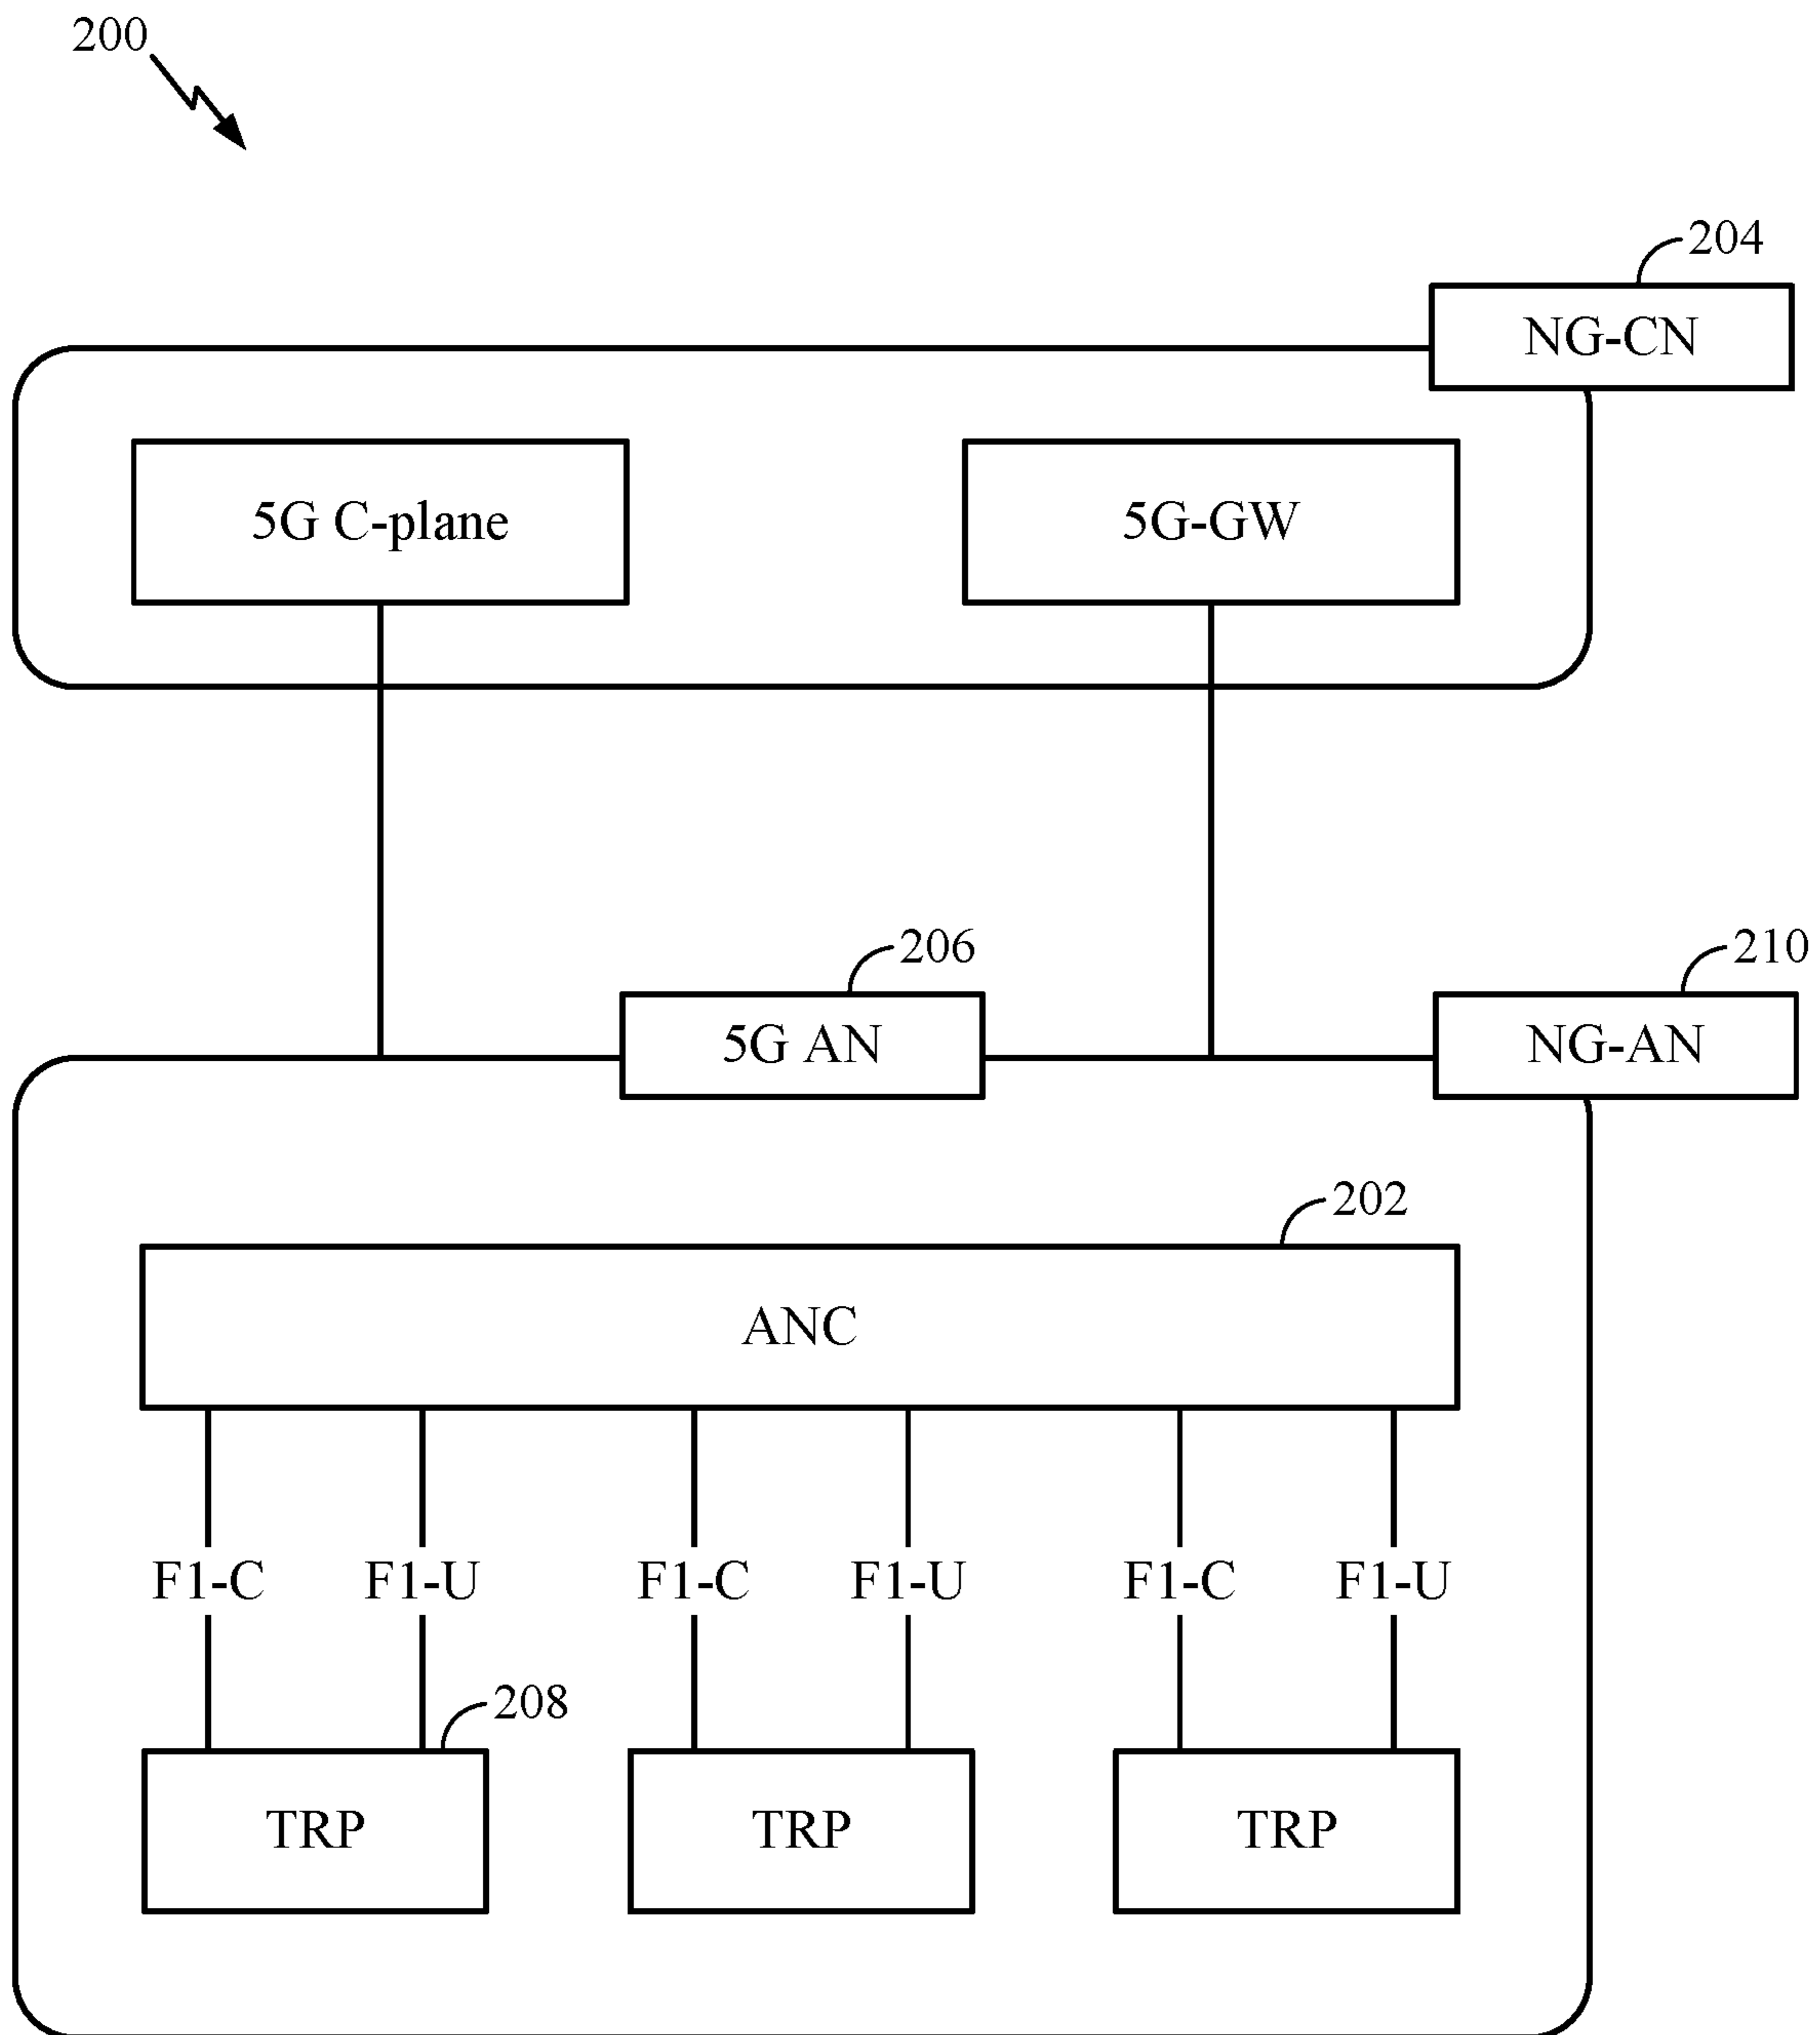 200
204
NG-CN
5G C-plane
5G-GW
206
210
5G AN
NG-AN
202
ANC
F1-C F1-U F1-C F1-U F1-C F1-U
208
TRP TRP TRP